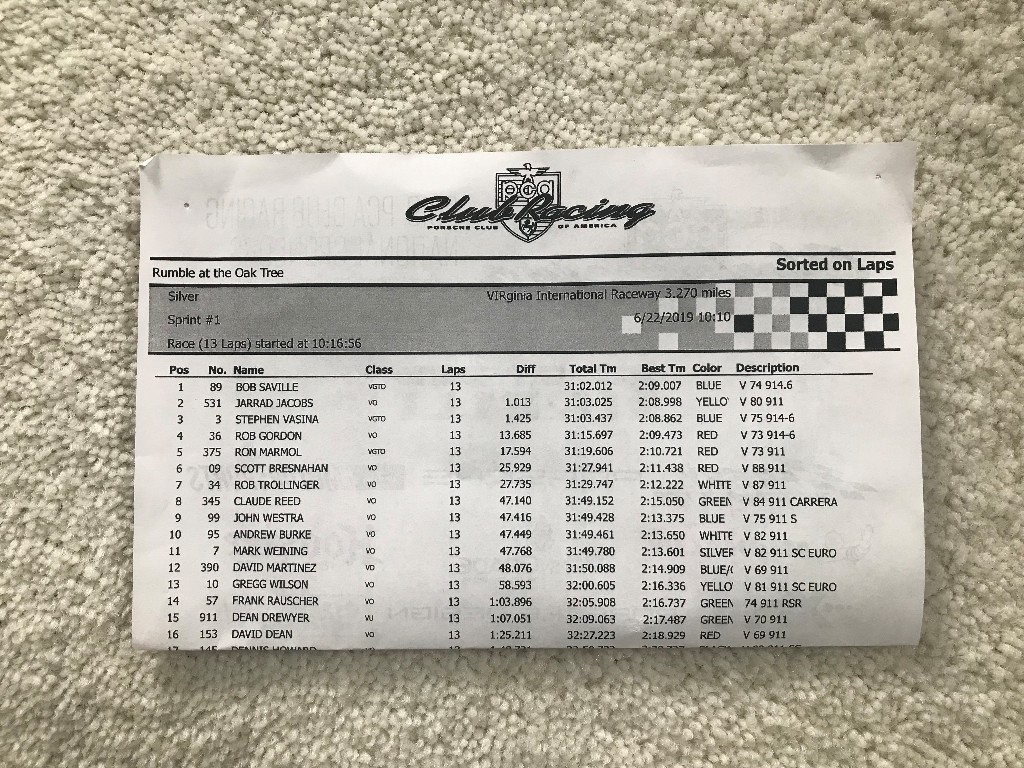 Club Racing
PORSCHE CLUB OF AMERICA
Sorted on Laps
Rumble at the Oak Tree
Silver VIRginia International Raceway 3.270 miles
Sprint #1 6/22/2019 10:10
Race (13 Laps) started at 10:16:56
Pos No. Name Class Laps Diff Total Tm Best Tm Color Description
1 89 BOB SAVILLE VGTO 13 31:02.012 2:09.007 BLUE V 74 914.6
2 531 JARRAD JACOBS VO 13 1.013 31:03.025 2:08.998 YELLO V 80 911
3 3 STEPHEN VASINA VGTO 13 1.425 31:03.437 2:08.862 BLUE V 75 914-6
4 36 ROB GORDON VO 13 13.685 31:15.697 2:09.473 RED V 73 914-6
5 375 RON MARMOL VGTO 13 17.594 31:19.606 2:10.721 RED V 73 911
6 09 SCOTT BRESNAHAN VO 13 25.929 31:27.941 2:11.438 RED V 88 911
7 34 ROB TROLLINGER VO 13 27.735 31:29.747 2:12.222 WHITE V 87 911
8 345 CLAUDE REED VO 13 47.140 31:49.152 2:15.050 GREEN V 84 911 CARRERA
9 99 JOHN WESTRA VO 13 47.416 31:49.428 2:13.375 BLUE V 75 911 S
10 95 ANDREW BURKE VO 13 47.449 31:49.461 2:13.650 WHITE V 82 911
11 7 MARK WEINING VO 13 47.768 31:49.780 2:13.601 SILVER V 82 911 SC EURO
12 390 DAVID MARTINEZ VO 13 48.076 31:50.088 2:14.909 BLUE/( V 69 911
13 10 GREGG WILSON VO 13 58.593 32:00.605 2:16.336 YELLO V 81 911 SC EURO
14 57 FRANK RAUSCHER VO 13 1:03.896 32:05.908 2:16.737 GREEN 74 911 RSR
15 911 DEAN DREWYER VO 13 1:07.051 32:09.063 2:17.487 GREEN V 70 911
16 153 DAVID DEAN VO 13 1:25.211 32:27.223 2:18.929 RED V 69 911
17 145 DENNIS HOWARD